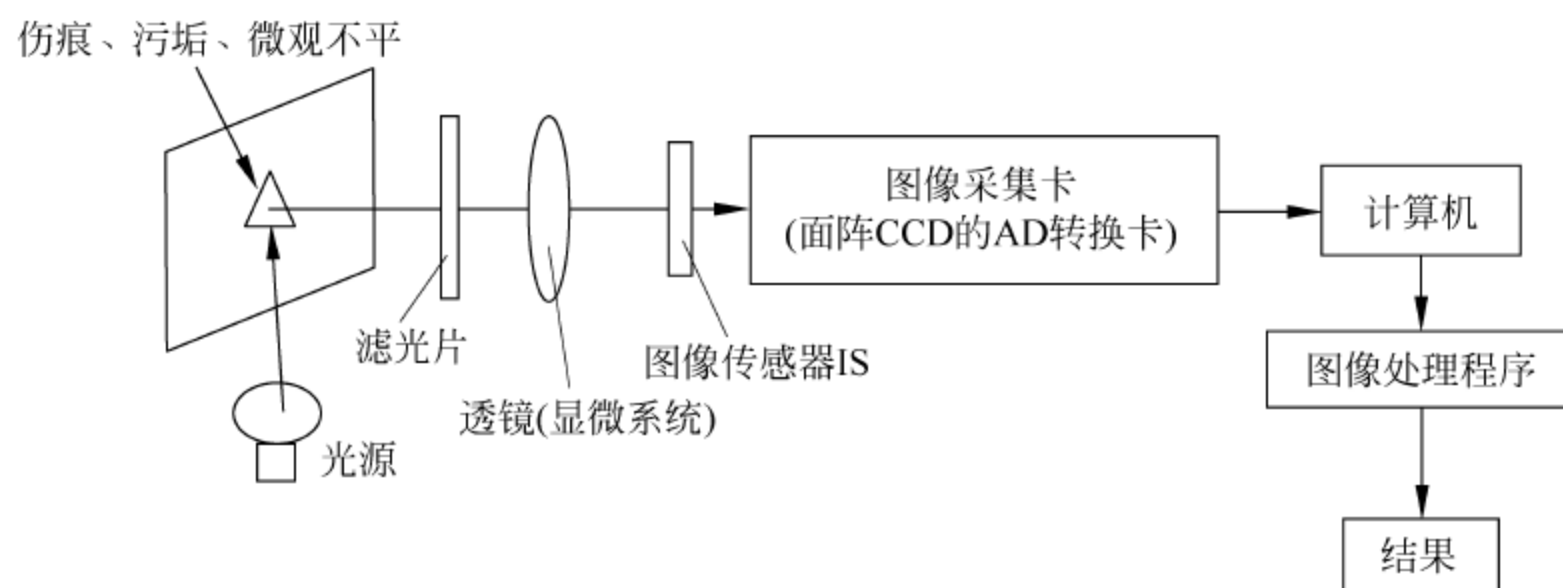 伤痕、污垢、微观不平
图像采集卡
(面阵CCD的AD转换卡)
计算机
滤光片
图像传感器IS
透镜(显微系统)
光源
图像处理程序
结果